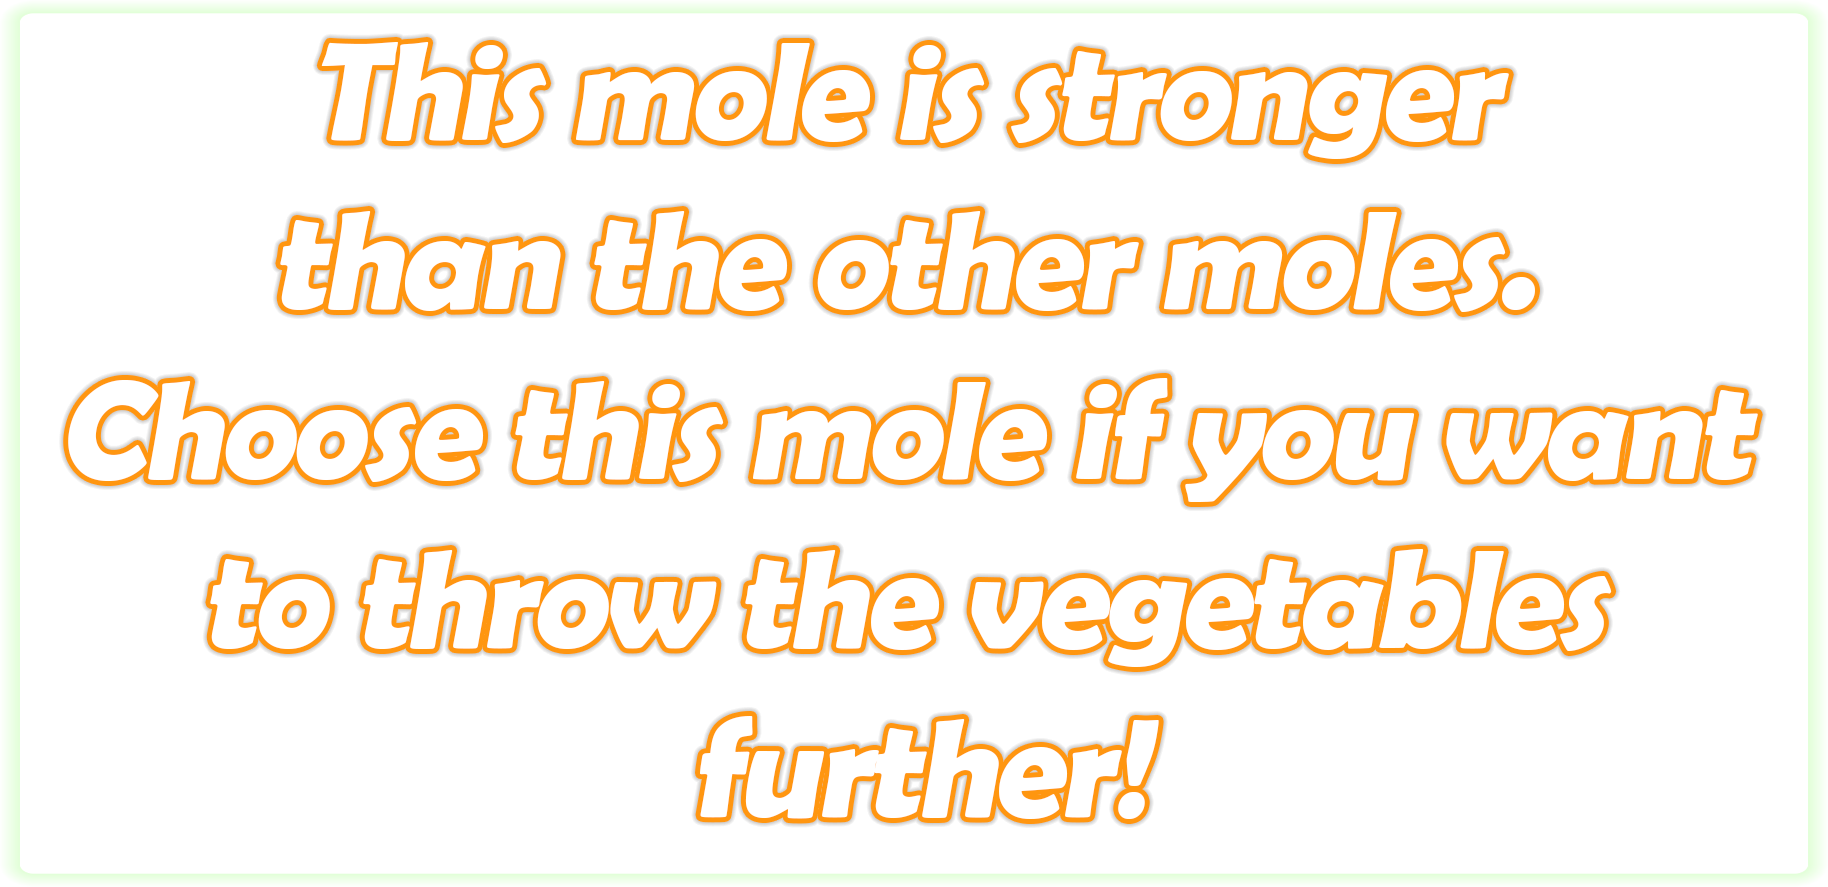 This mole is stronger
than the other moles.
Choose this mole if you want
to throw the vegetables
further!